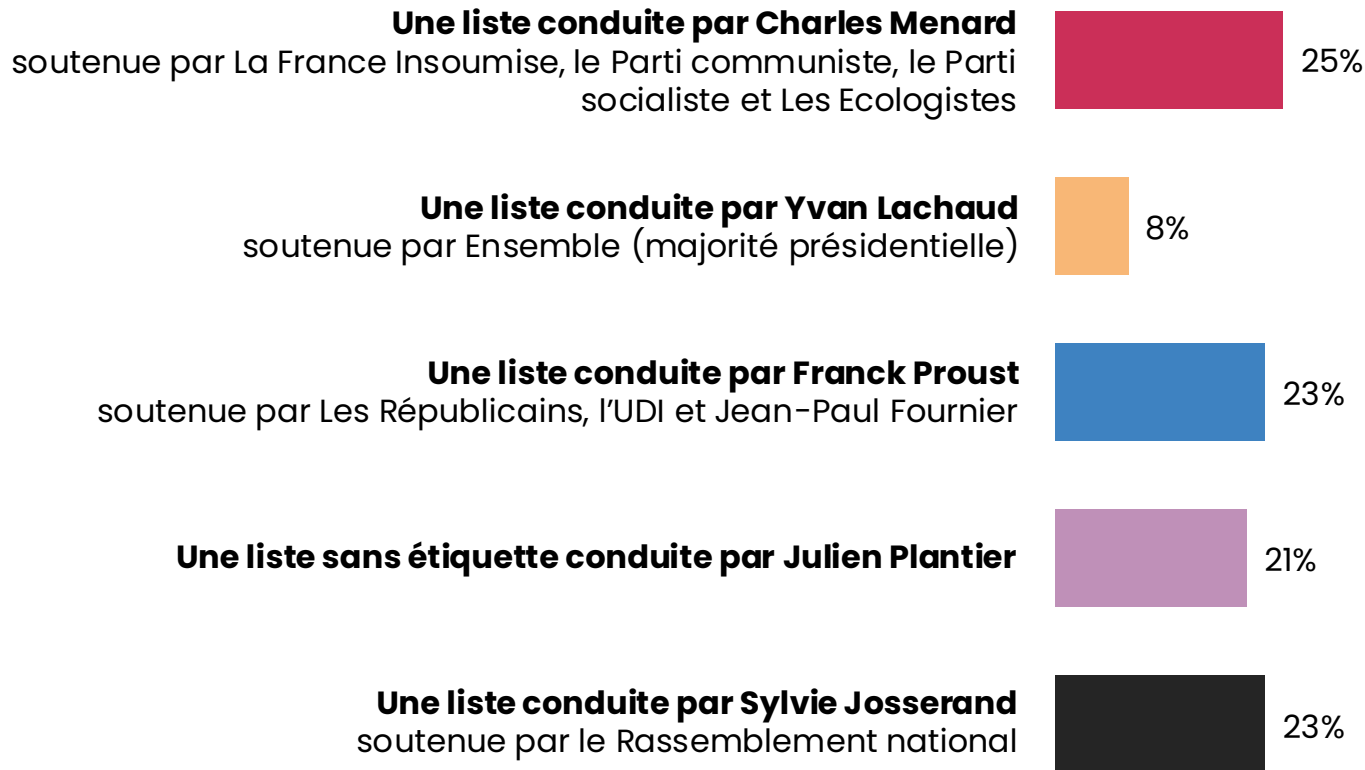 Une liste conduite par Charles Menard
soutenue par La France Insoumise, le Parti communiste, le Parti
socialiste et Les Ecologistes
25%
Une liste conduite par Yvan Lachaud
soutenue par Ensemble (majorité présidentielle)
8%
Une liste conduite par Franck Proust
soutenue par Les Républicains, l’UDI et Jean-Paul Fournier
23%
Une liste sans étiquette conduite par Julien Plantier
21%
Une liste conduite par Sylvie Josserand
soutenue par le Rassemblement national
23%